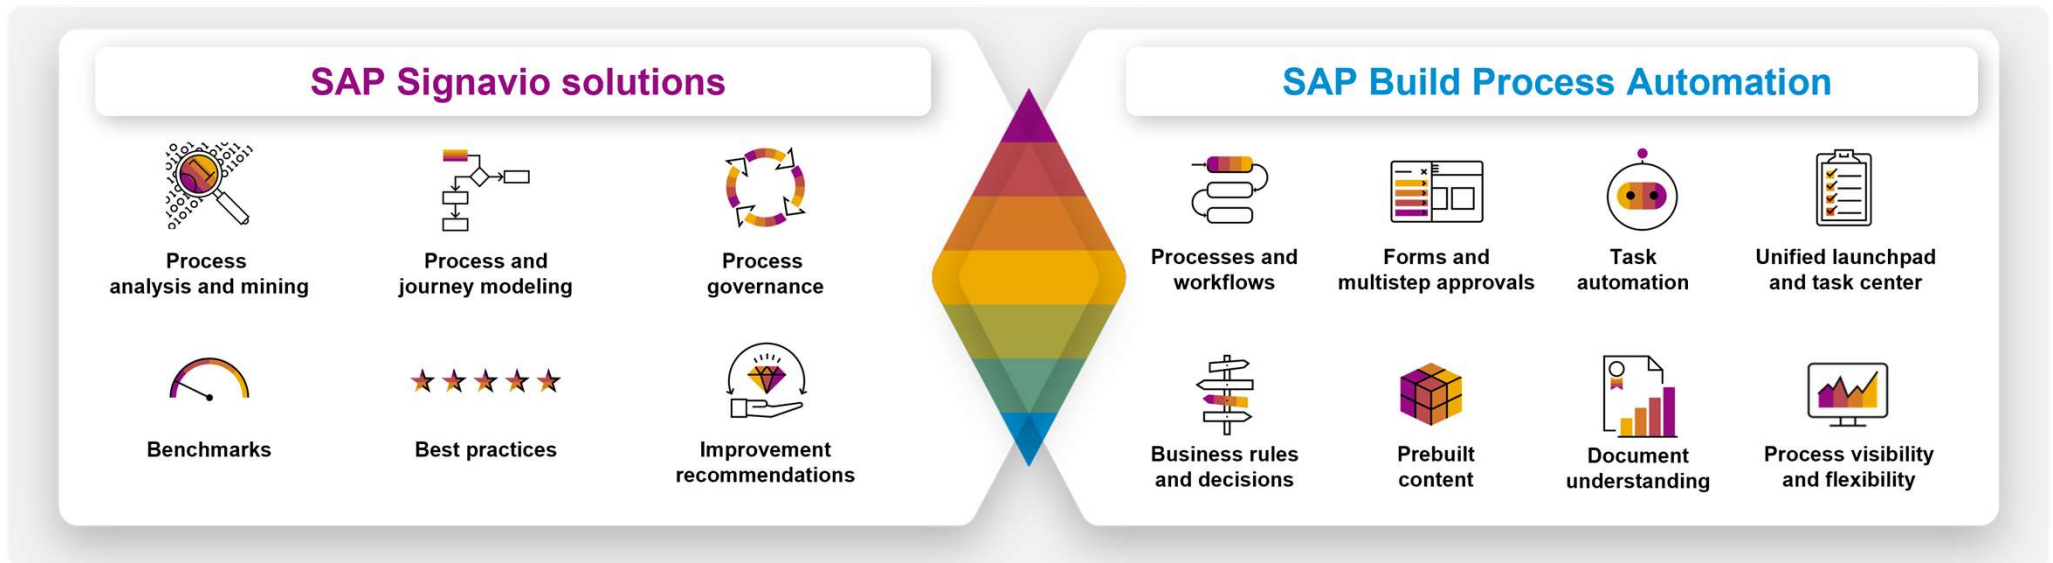 SAP Signavio solutions
Process
analysis and mining
Process and
journey modeling
Process
governance
Benchmarks
Best practices
Improvement
recommendations
SAP Build Process Automation
Processes and
workflows
Forms and
multistep approvals
Task
automation
Unified launchpad
and task center
Business rules
and decisions
Prebuilt
content
Document
understanding
Process visibility
and flexibility